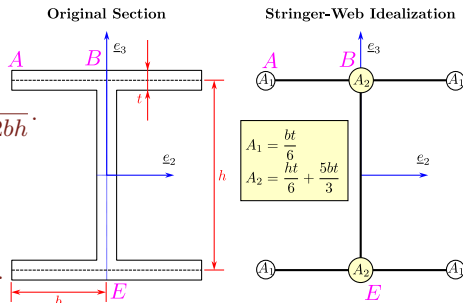 Original Section
Stringer-Web Idealization
e₃
e₃
A
B
A
B
A₁
A₂
A₁
t
2bh
.
A₁ = bt/6
A₂ = ht/6 + 5bt/3
e₂
h
e₂
A₁
A₂
A₁
.
b
E
E